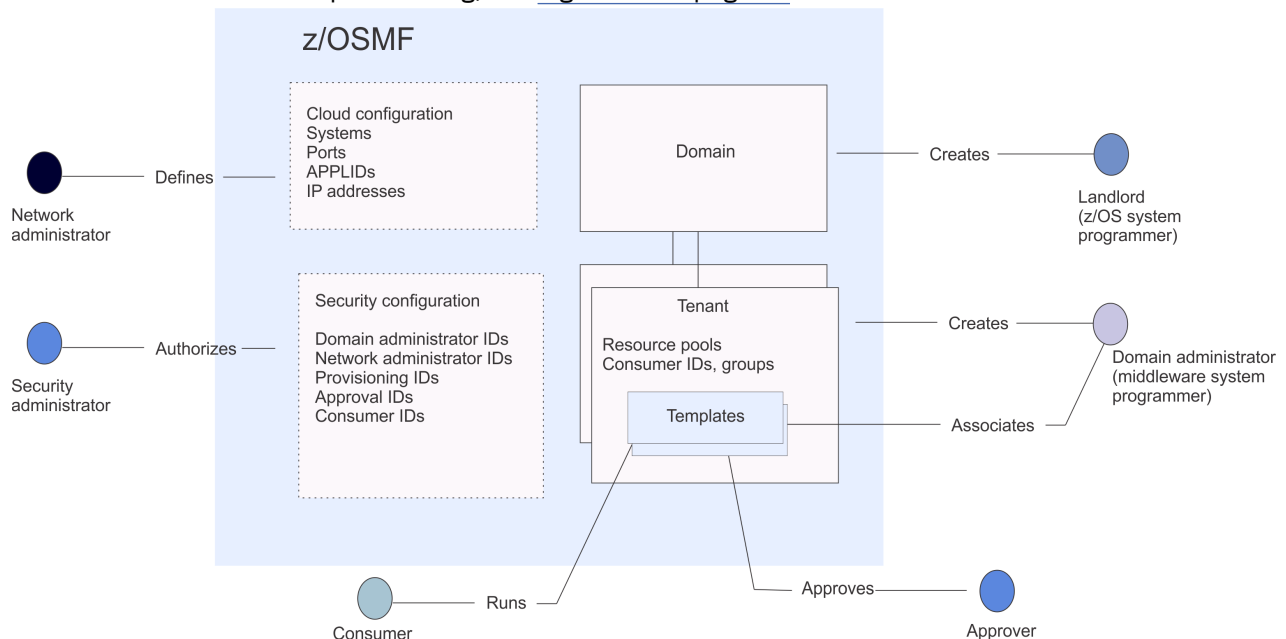 z/OSMF
Cloud configuration
Systems
Ports
APPLIDs
IP addresses
Domain
Creates
Landlord
(z/OS system
programmer)
Defines
Network
administrator
Security configuration
Domain administrator IDs
Network administrator IDs
Provisioning IDs
Approval IDs
Consumer IDs
Tenant
Resource pools
Consumer IDs, groups
Templates
Creates
Domain administrator
(middleware system
programmer)
Associates
Authorizes
Security
administrator
Runs
Consumer
Approves
Approver